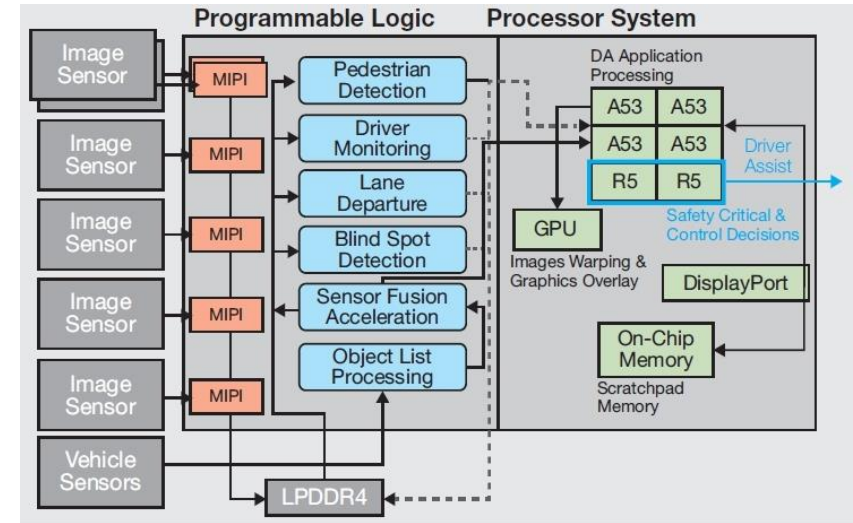 Programmable Logic
Processor System
Image
Sensor
MIPI
Pedestrian
Detection
DA Application
Processing
A53
A53
Image
Sensor
MIPI
Driver
Monitoring
A53
A53
Driver
Assist
Lane
Departure
R5
R5
Image
Sensor
MIPI
Blind Spot
Detection
GPU
Safety Critical &
Control Decisions
Images Warping &
Graphics Overlay
Image
Sensor
MIPI
Sensor Fusion
Acceleration
DisplayPort
Object List
Processing
On-Chip
Memory
Image
Sensor
MIPI
Scratchpad
Memory
Vehicle
Sensors
LPDDR4